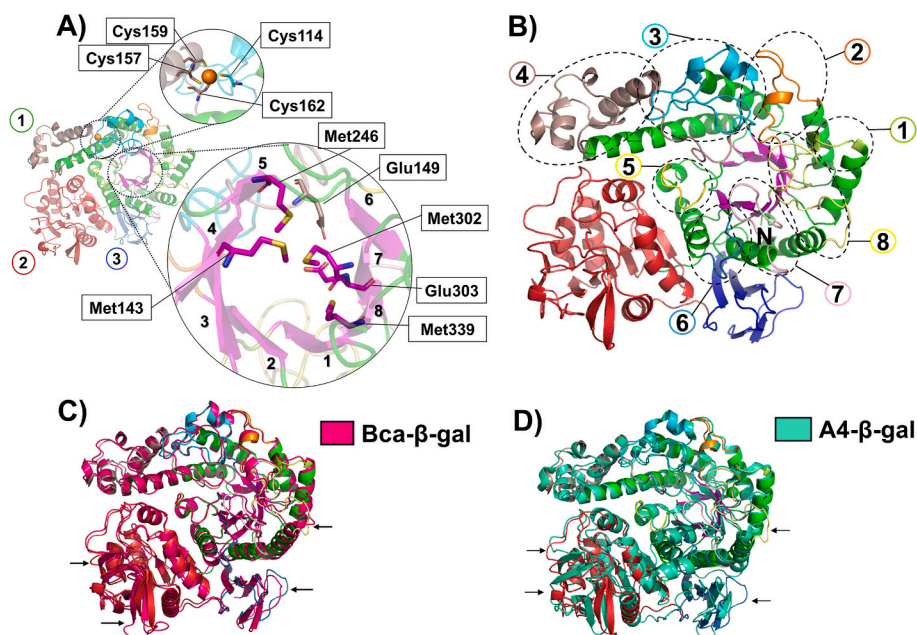 A)
Cys159
Cys114
Cys157
Cys162
1
2
3
Met246
Glu149
Met302
Glu303
Met339
Met143
5
6
4
7
3
8
2
1
B)
3
2
4
1
5
N
8
6
7
C)
Bca-β-gal
D)
A4-β-gal